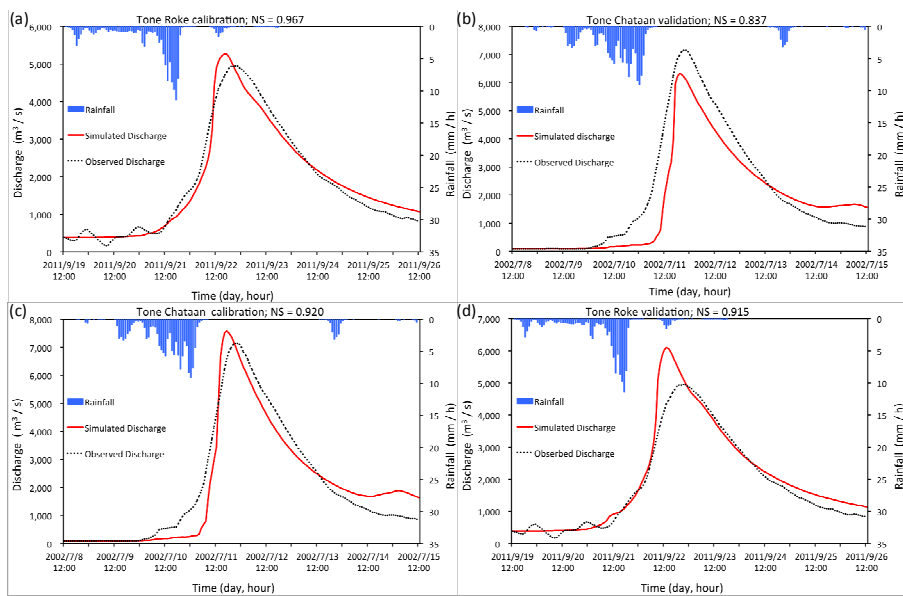 (a)
Tone Roke calibration; NS = 0.967
6,000
5,000
4,000
3,000
2,000
1,000
0
Discharge (m³ / s)
0
5
10
15
20
25
30
35
Rainfall (mm / h)
Rainfall
Simulated Discharge
Observed Discharge
2011/9/19 2011/9/20 2011/9/21 2011/9/22 2011/9/23 2011/9/24 2011/9/25 2011/9/26
12:00 12:00 12:00 12:00 12:00 12:00 12:00 12:00
Time (day, hour)
(b)
Tone Chataan validation; NS = 0.837
8,000
7,000
6,000
5,000
4,000
3,000
2,000
1,000
0
Discharge (m³ / s)
0
5
10
15
20
25
30
35
Rainfall (mm / h)
Rainfall
Simulated discharge
Observed Discharge
2002/7/8 2002/7/9 2002/7/10 2002/7/11 2002/7/12 2002/7/13 2002/7/14 2002/7/15
12:00 12:00 12:00 12:00 12:00 12:00 12:00 12:00
Time (day, hour)
(c)
Tone Chataan calibration; NS = 0.920
8,000
7,000
6,000
5,000
4,000
3,000
2,000
1,000
0
Discharge (m³ / s)
0
5
10
15
20
25
30
35
Rainfall (mm / h)
Rainfall
Simulated Discharge
Observed Discharge
2002/7/8 2002/7/9 2002/7/10 2002/7/11 2002/7/12 2002/7/13 2002/7/14 2002/7/15
12:00 12:00 12:00 12:00 12:00 12:00 12:00 12:00
Time (day, hour)
(d)
Tone Roke validation; NS = 0.915
7,000
6,000
5,000
4,000
3,000
2,000
1,000
0
Discharge (m³ / s)
0
5
10
15
20
25
30
35
Rainfall (mm / h)
Rainfall
Simulated Discharge
Obserbed Discharge
2011/9/19 2011/9/20 2011/9/21 2011/9/22 2011/9/23 2011/9/24 2011/9/25 2011/9/26
12:00 12:00 12:00 12:00 12:00 12:00 12:00 12:00
Time (day, hour)